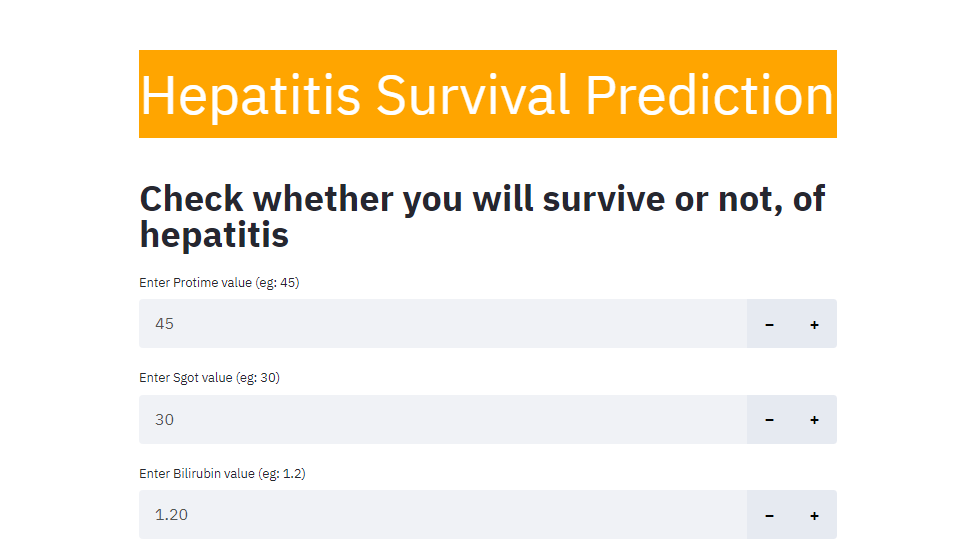 Hepatitis Survival Prediction
Check whether you will survive or not, of
hepatitis
Enter Protime value (eg: 45)
45
−
+
Enter Sgot value (eg: 30)
30
−
+
Enter Bilirubin value (eg: 1.2)
1.20
−
+